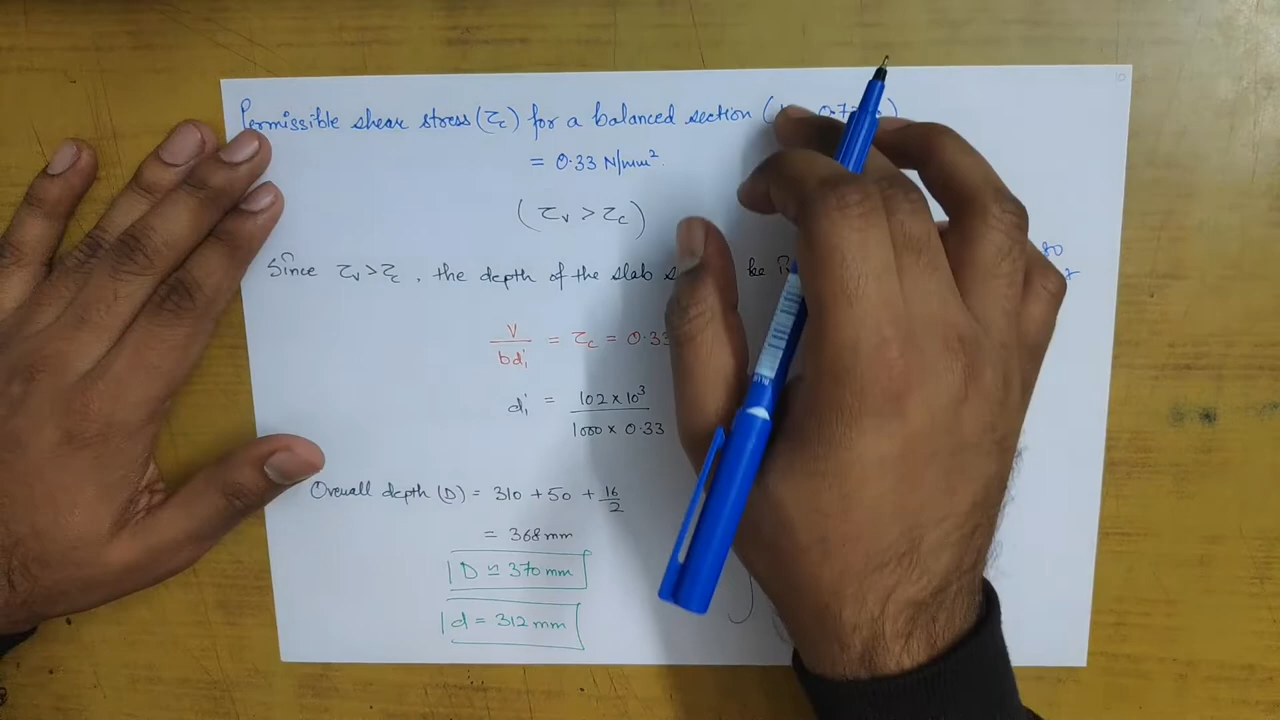 Permissible shear stress (τc) for a balanced section (
= 0.33 N/mm².
(τv > τc)
Since τv > τc , the depth of the slab be
V/bd₁ = τc = 0.33
d₁ = 102 x 10³/1000 x 0.33
Overall depth (D) = 310 + 50 + 16/2
= 368 mm
D ≃ 370 mm
d = 312 mm